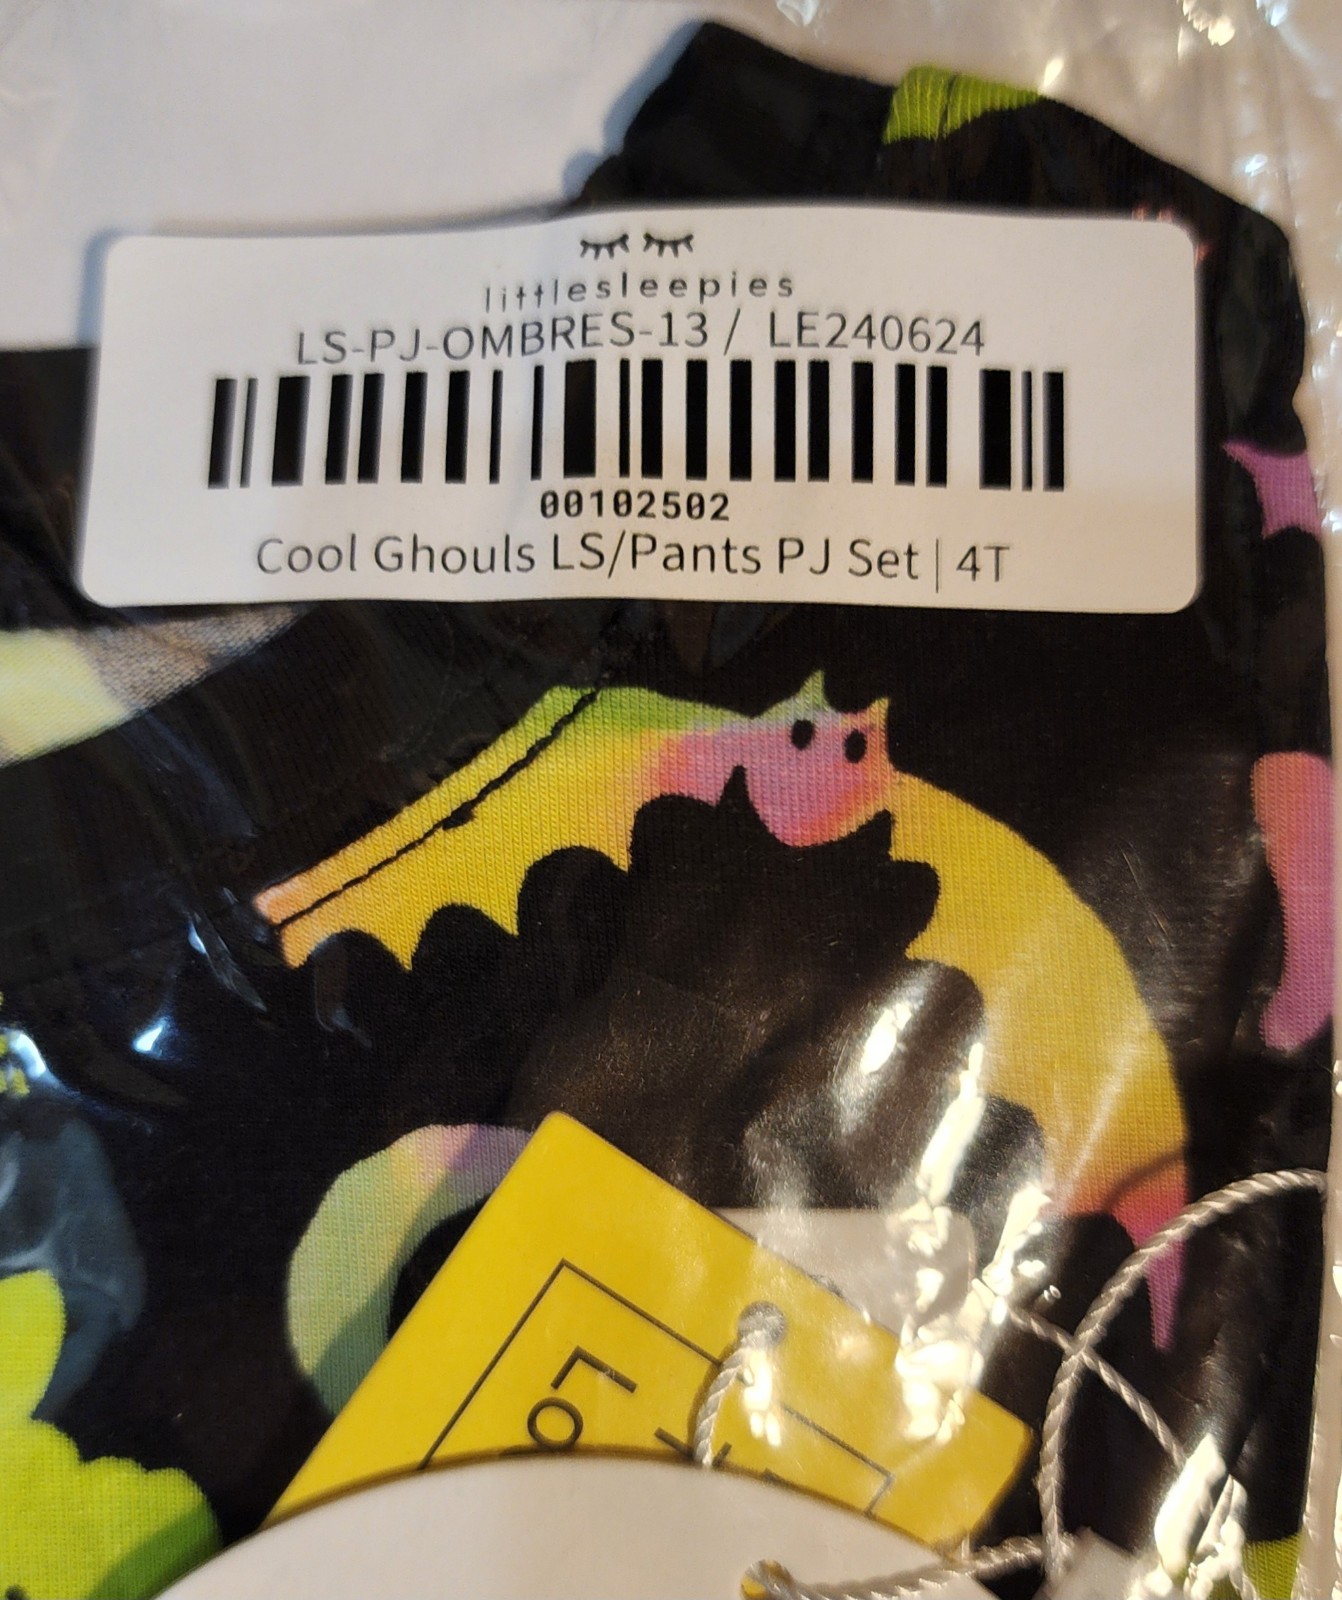 littlesleepies
LS-PJ-OMBRES-13 / LE240624
00102502
Cool Ghouls LS/Pants PJ Set | 4T